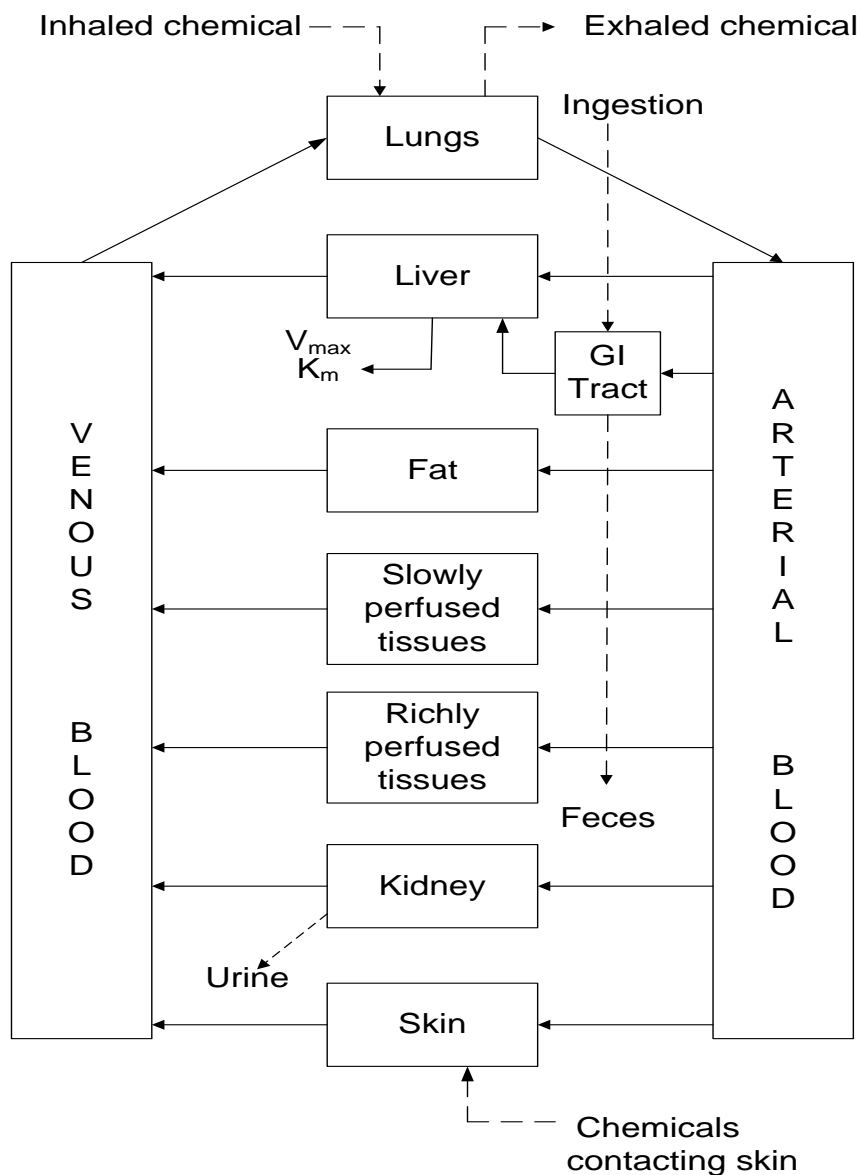 Inhaled chemical
Exhaled chemical
Ingestion
Lungs
Liver
Vmax
Km
GI
Tract
VENOUS BLOOD
ARTERIAL BLOOD
Fat
Slowly
perfused
tissues
Richly
perfused
tissues
Feces
Kidney
Urine
Skin
Chemicals
contacting skin